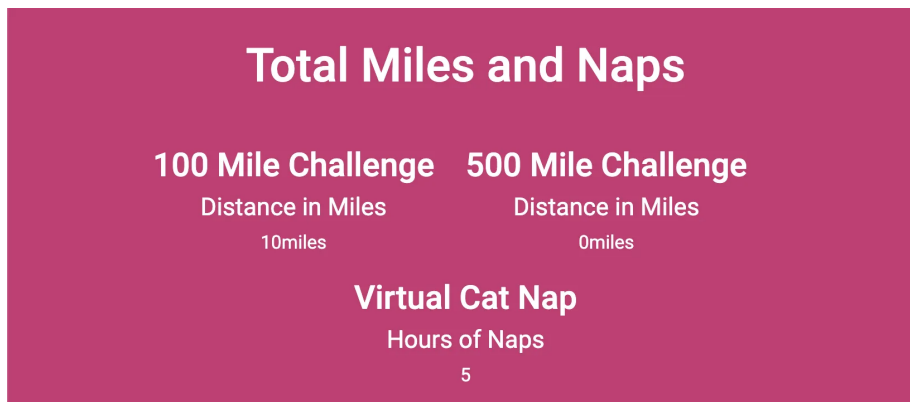 Total Miles and Naps
100 Mile Challenge
Distance in Miles
10miles
500 Mile Challenge
Distance in Miles
0miles
Virtual Cat Nap
Hours of Naps
5